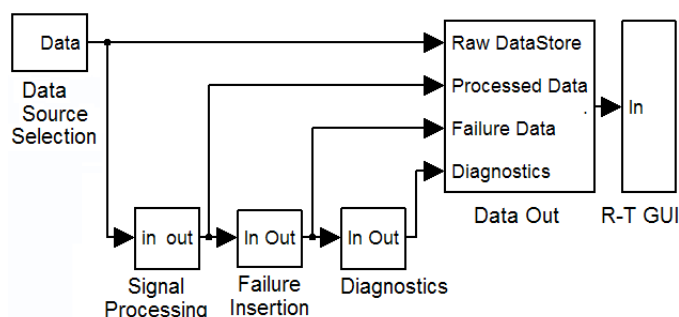 Data
Data
Source
Selection
Raw DataStore
Processed Data
Failure Data
Diagnostics
Data Out
In
R-T GUI
in out
Signal
Processing
In Out
Failure
Insertion
In Out
Diagnostics